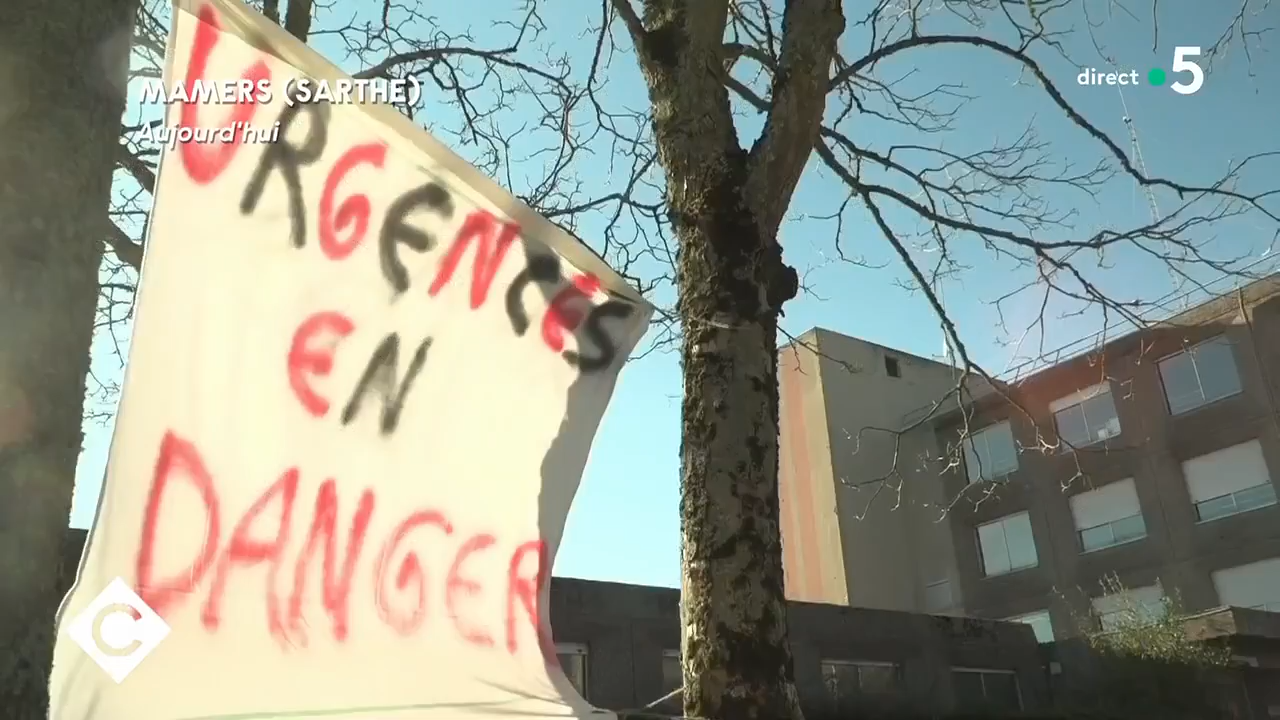 MAMERS (SARTHE)
Aujourd'hui
direct 5
URGENCES
EN
DANGER
C